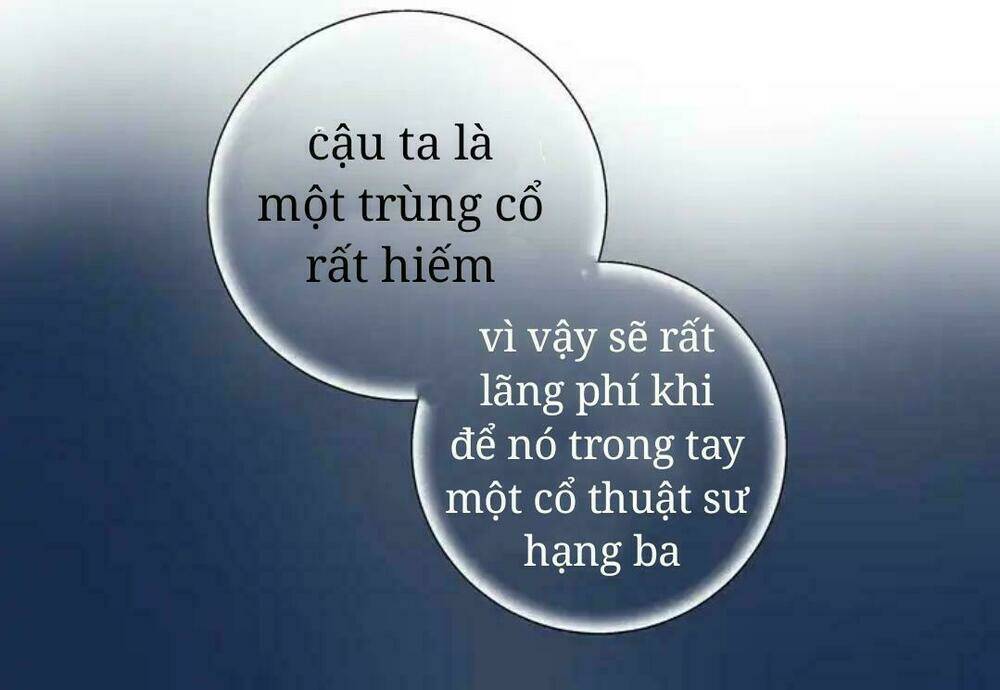 cậu ta là
một trùng cổ
rất hiếm
vì vậy sẽ rất
lãng phí khi
để nó trong tay
một cổ thuật sư
hạng ba